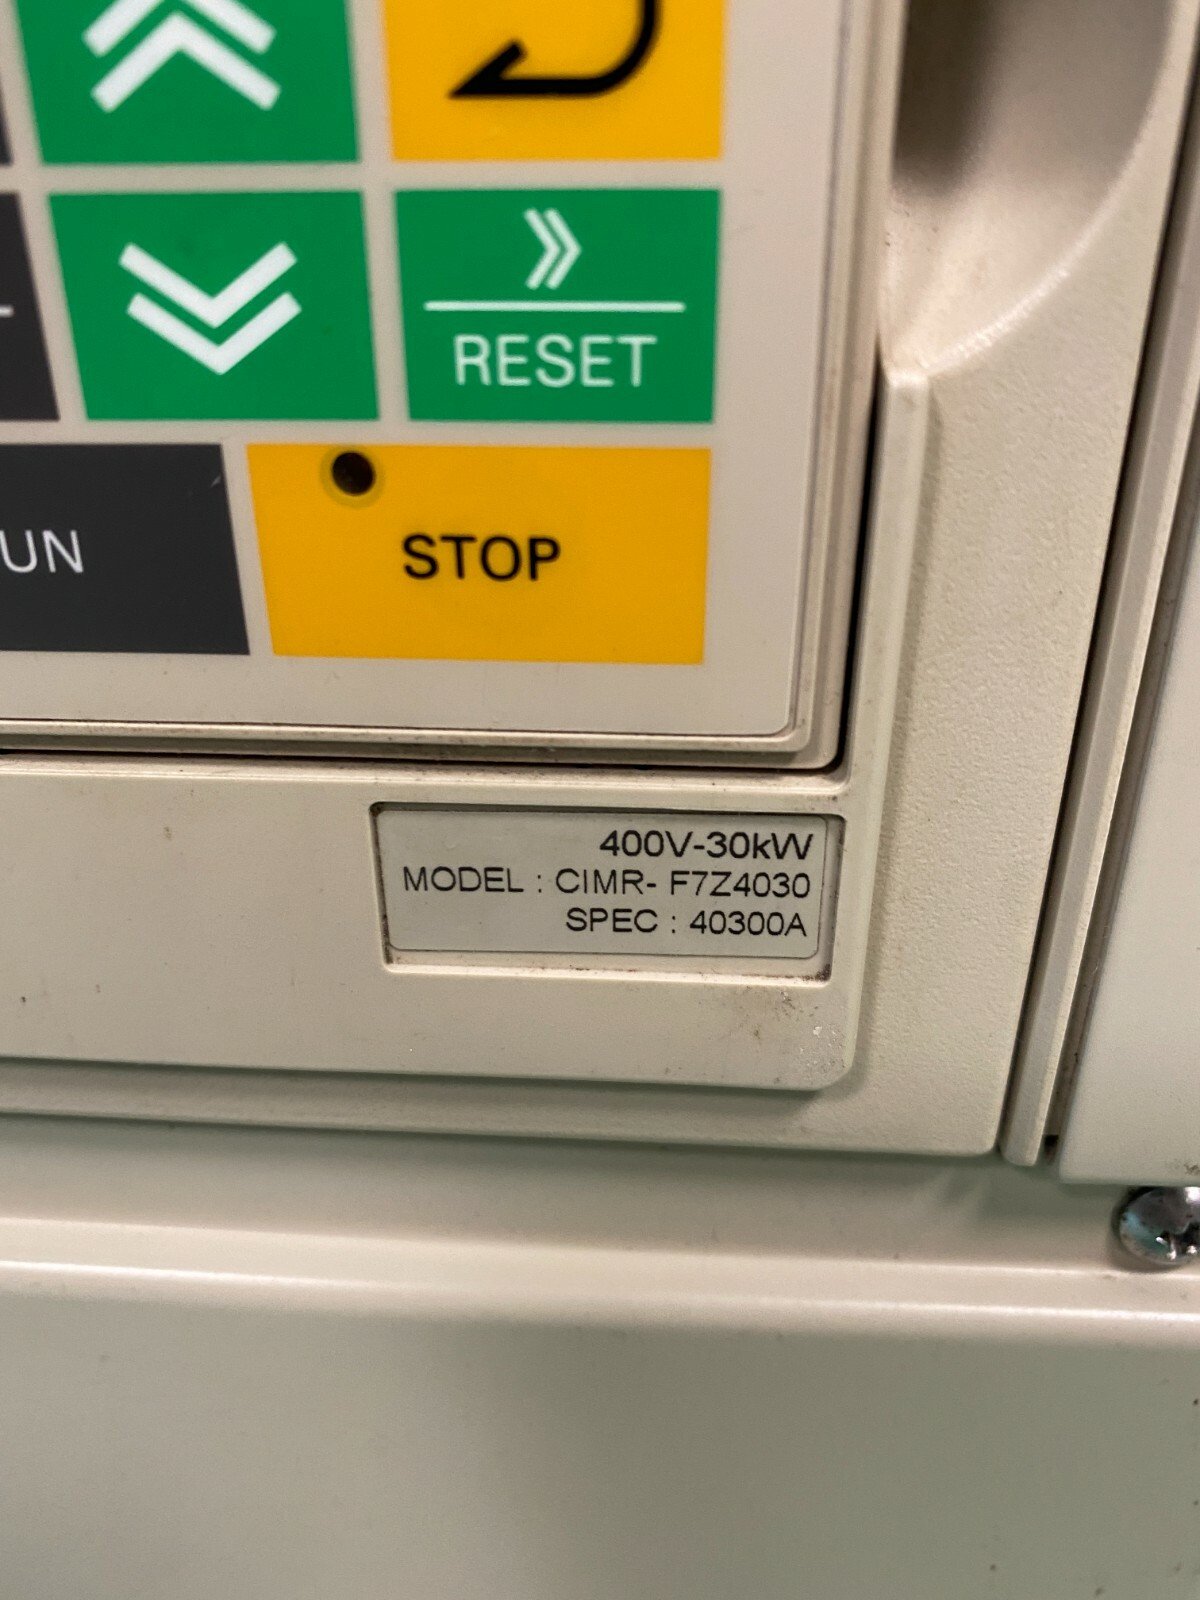 RESET
UN
STOP
400V-30kW
MODEL : CIMR- F7Z4030
SPEC : 40300A